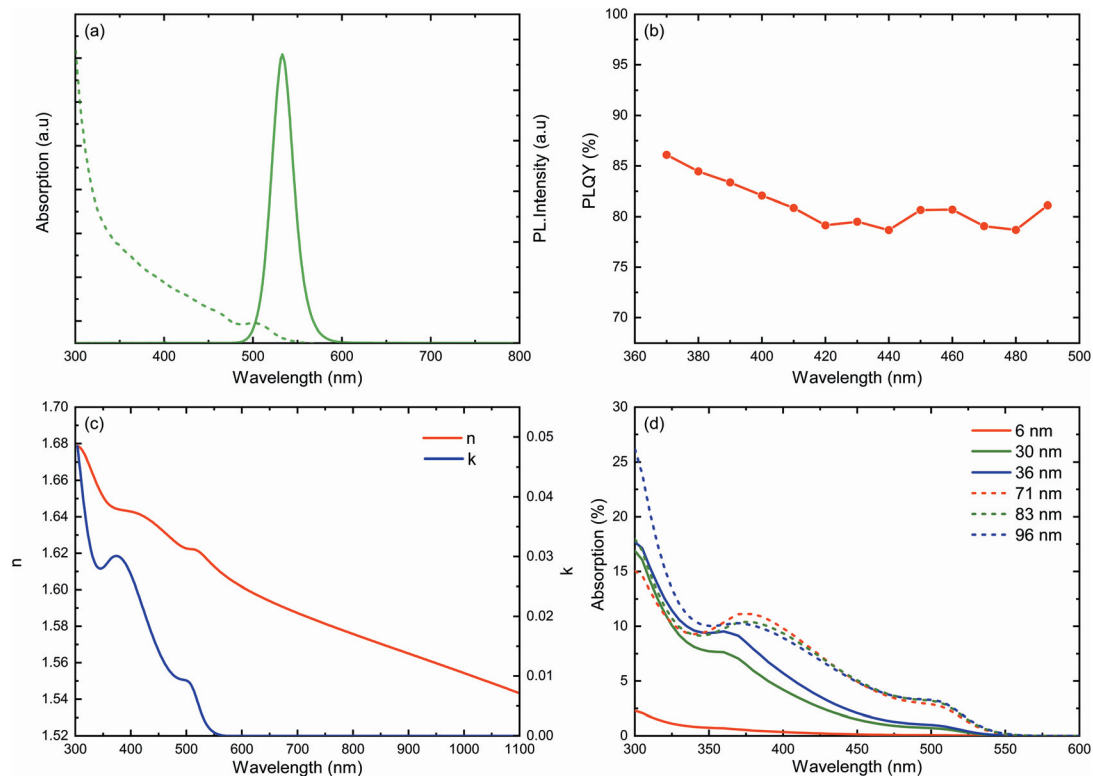 (a)
Absorption (a.u)
PL.Intensity (a.u)
300 400 500 600 700 800
Wavelength (nm)
(b)
PLQY (%)
100
95
90
85
80
75
70
360 380 400 420 440 460 480 500
Wavelength (nm)
(c)
n
k
n
1.70
1.68
1.66
1.64
1.62
1.60
1.58
1.56
1.54
1.52
k
0.05
0.04
0.03
0.02
0.01
0.00
300 400 500 600 700 800 900 1000 1100
Wavelength (nm)
(d)
6 nm
30 nm
36 nm
71 nm
83 nm
96 nm
Absorption (%)
30
25
20
15
10
5
0
300 350 400 450 500 550 600
Wavelength (nm)